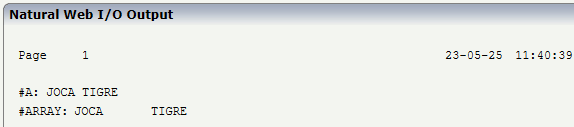 Natural Web I/O Output
Page     1                                                   23-05-25  11:40:39
#A: JOCA TIGRE
#ARRAY: JOCA       TIGRE